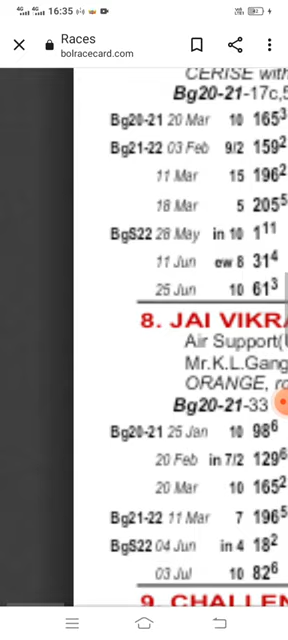 16:35
Races
bolracecard.com
CERISE with
Bg20-21-17c,5
Bg20-21 20 Mar 10 165³
Bg21-22 03 Feb 9/2 159²
11 Mar 15 196²
18 Mar 5 205⁵
BgS22 28 May in 10 1¹¹
11 Jun ew 8 31⁴
25 Jun 10 61³
8. JAI VIKRA
Air Support(
Mr.K.L.Gang
ORANGE, ro
Bg20-21-33
Bg20-21 25 Jan 10 98⁶
20 Feb in 7/2 129⁶
20 Mar 10 165²
Bg21-22 11 Mar 7 196⁵
BgS22 04 Jun in 4 18²
03 Jul 10 82⁶
9. CHALLEN